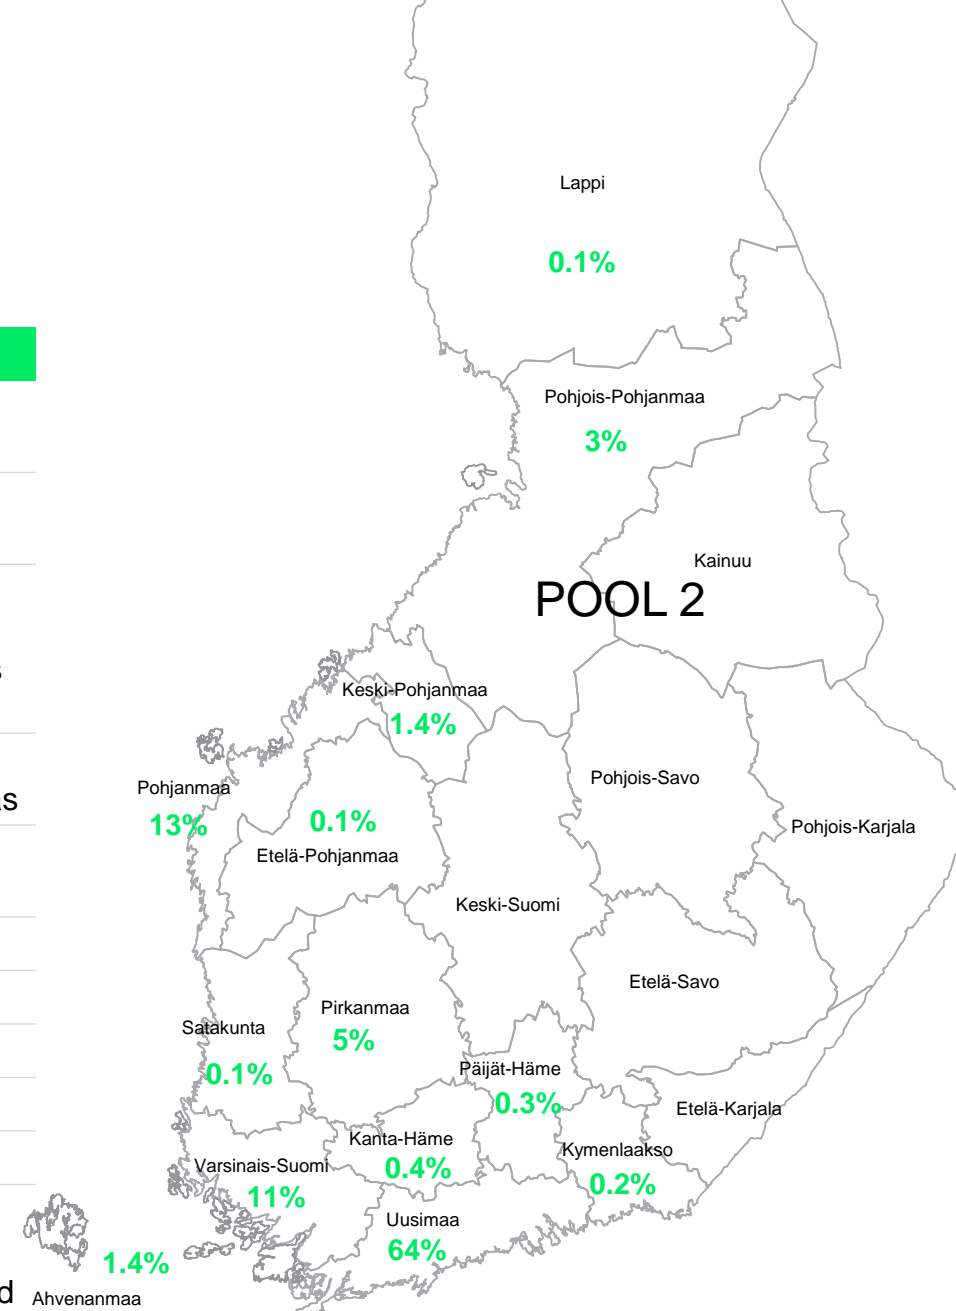 Lappi
0.1%
Pohjois-Pohjanmaa
3%
Kainuu
POOL 2
Keski-Pohjanmaa
1.4%
Pohjanmaa
13%
0.1%
Etelä-Pohjanmaa
Pohjois-Savo
Pohjois-Karjala
Keski-Suomi
Etelä-Savo
Pirkanmaa
5%
Satakunta
0.1%
Päijät-Häme
0.3%
Etelä-Karjala
Kanta-Häme
0.4%
Kymenlaakso
0.2%
Varsinais-Suomi
11%
Uusimaa
64%
1.4%
Ahvenanmaa